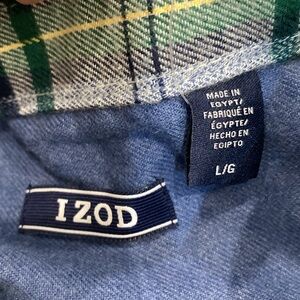 MADE IN
EGYPT/
FABRIQUÉ EN
ÉGYPTE/
HECHO EN
EGIPTO
L/G
IZOD